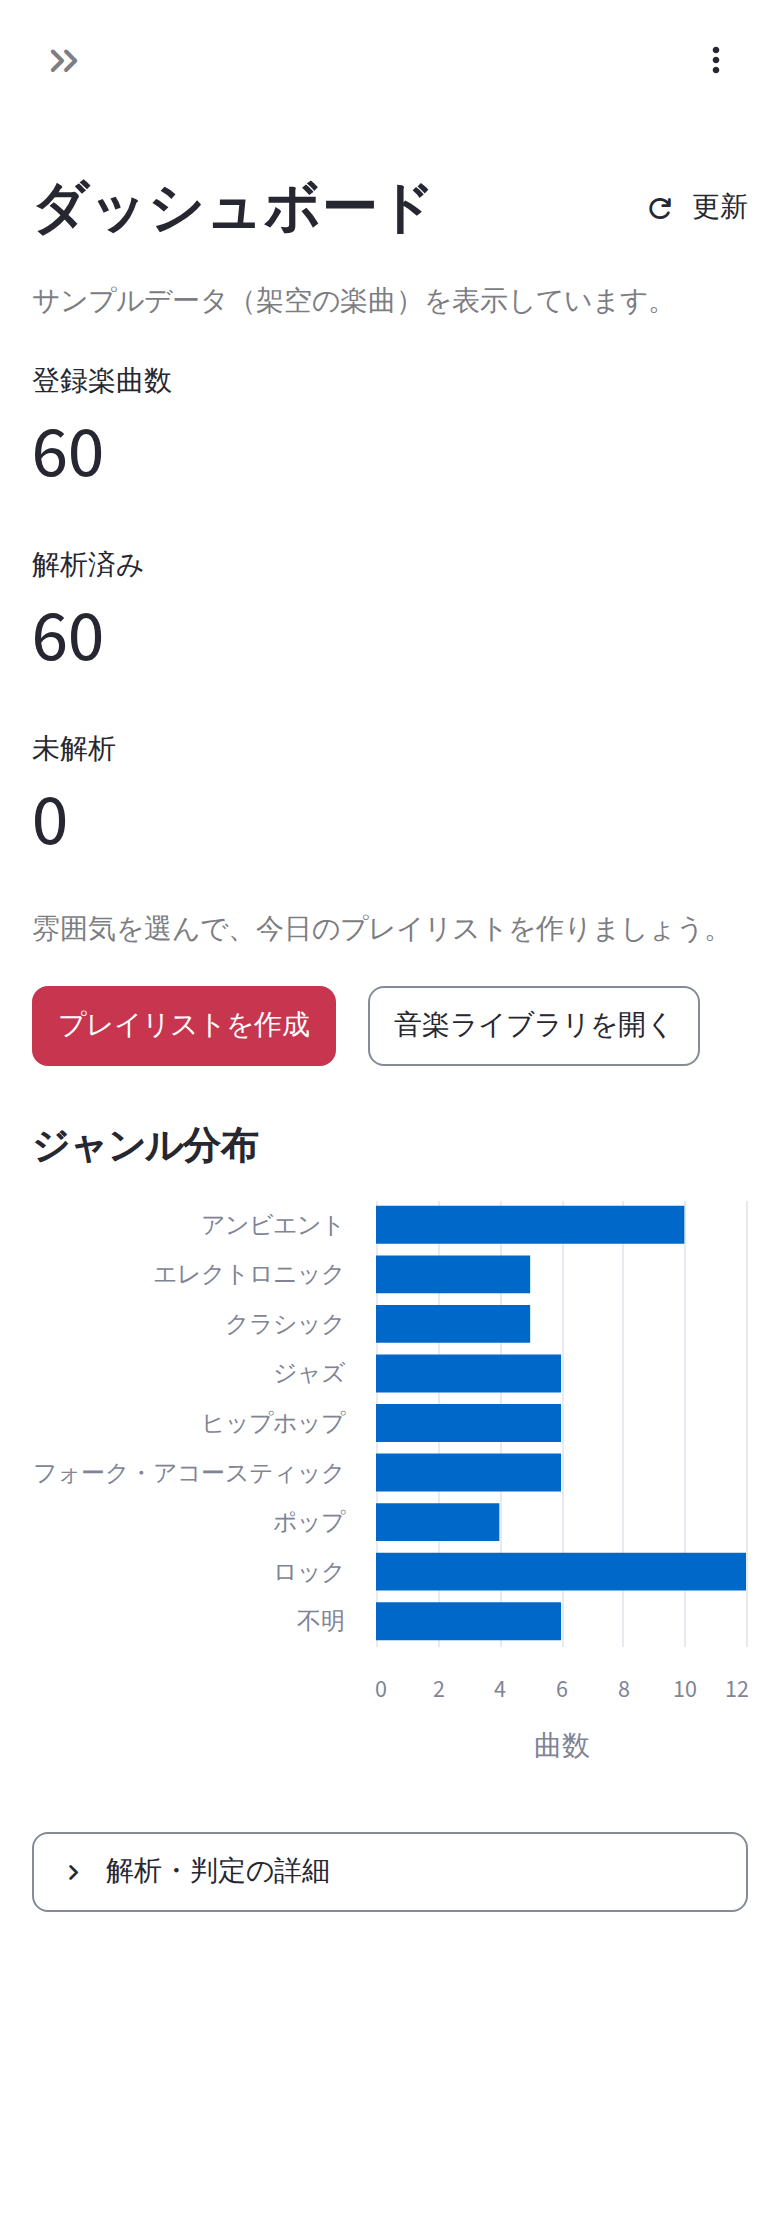 ダッシュボード
更新
サンプルデータ（架空の楽曲）を表示しています。
登録楽曲数
60
解析済み
60
未解析
0
雰囲気を選んで、今日のプレイリストを作りましょう。
プレイリストを作成
音楽ライブラリを開く
ジャンル分布
アンビエント
エレクトロニック
クラシック
ジャズ
ヒップホップ
フォーク・アコースティック
ポップ
ロック
不明
0 2 4 6 8 10 12
曲数
解析・判定の詳細